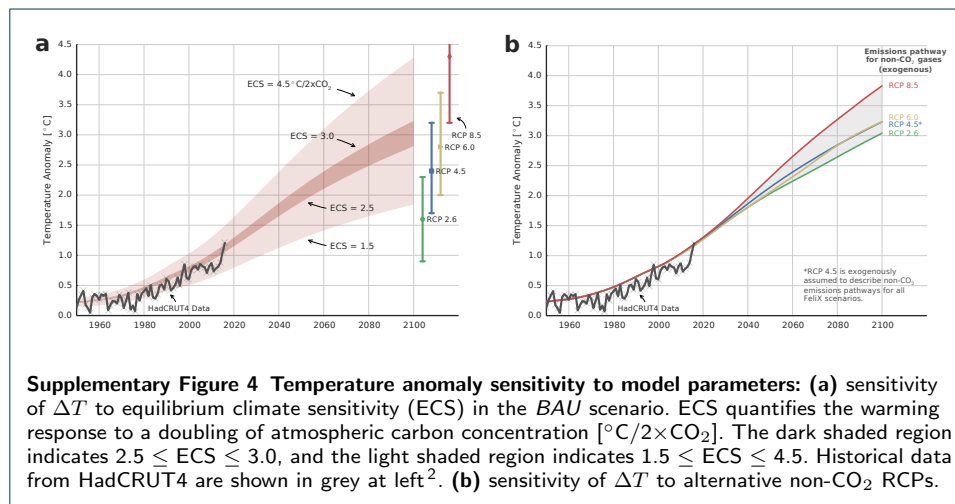 a
4.5
4.0
3.5
3.0
2.5
2.0
1.5
1.0
0.5
0.0
Temperature Anomaly [°C]
1960
1980
2000
2020
2040
2060
2080
2100
ECS = 4.5°C/2xCO₂
ECS = 3.0
ECS = 2.5
ECS = 1.5
HadCRUT4 Data
RCP 8.5
RCP 6.0
RCP 4.5
RCP 2.6
b
4.5
4.0
3.5
3.0
2.5
2.0
1.5
1.0
0.5
0.0
Temperature Anomaly [°C]
1960
1980
2000
2020
2040
2060
2080
2100
Emissions pathway
for non-CO₂ gases
(exogenous)
RCP 8.5
RCP 6.0
RCP 4.5*
RCP 2.6
HadCRUT4 Data
*RCP 4.5 is exogenously
assumed to describe non-CO₂
emissions pathways for all
FeliX scenarios.
Supplementary Figure 4 Temperature anomaly sensitivity to model parameters: (a) sensitivity
of ΔT to equilibrium climate sensitivity (ECS) in the BAU scenario. ECS quantifies the warming
response to a doubling of atmospheric carbon concentration [°C/2×CO₂]. The dark shaded region
indicates 2.5 ≤ ECS ≤ 3.0, and the light shaded region indicates 1.5 ≤ ECS ≤ 4.5. Historical data
from HadCRUT4 are shown in grey at left². (b) sensitivity of ΔT to alternative non-CO₂ RCPs.